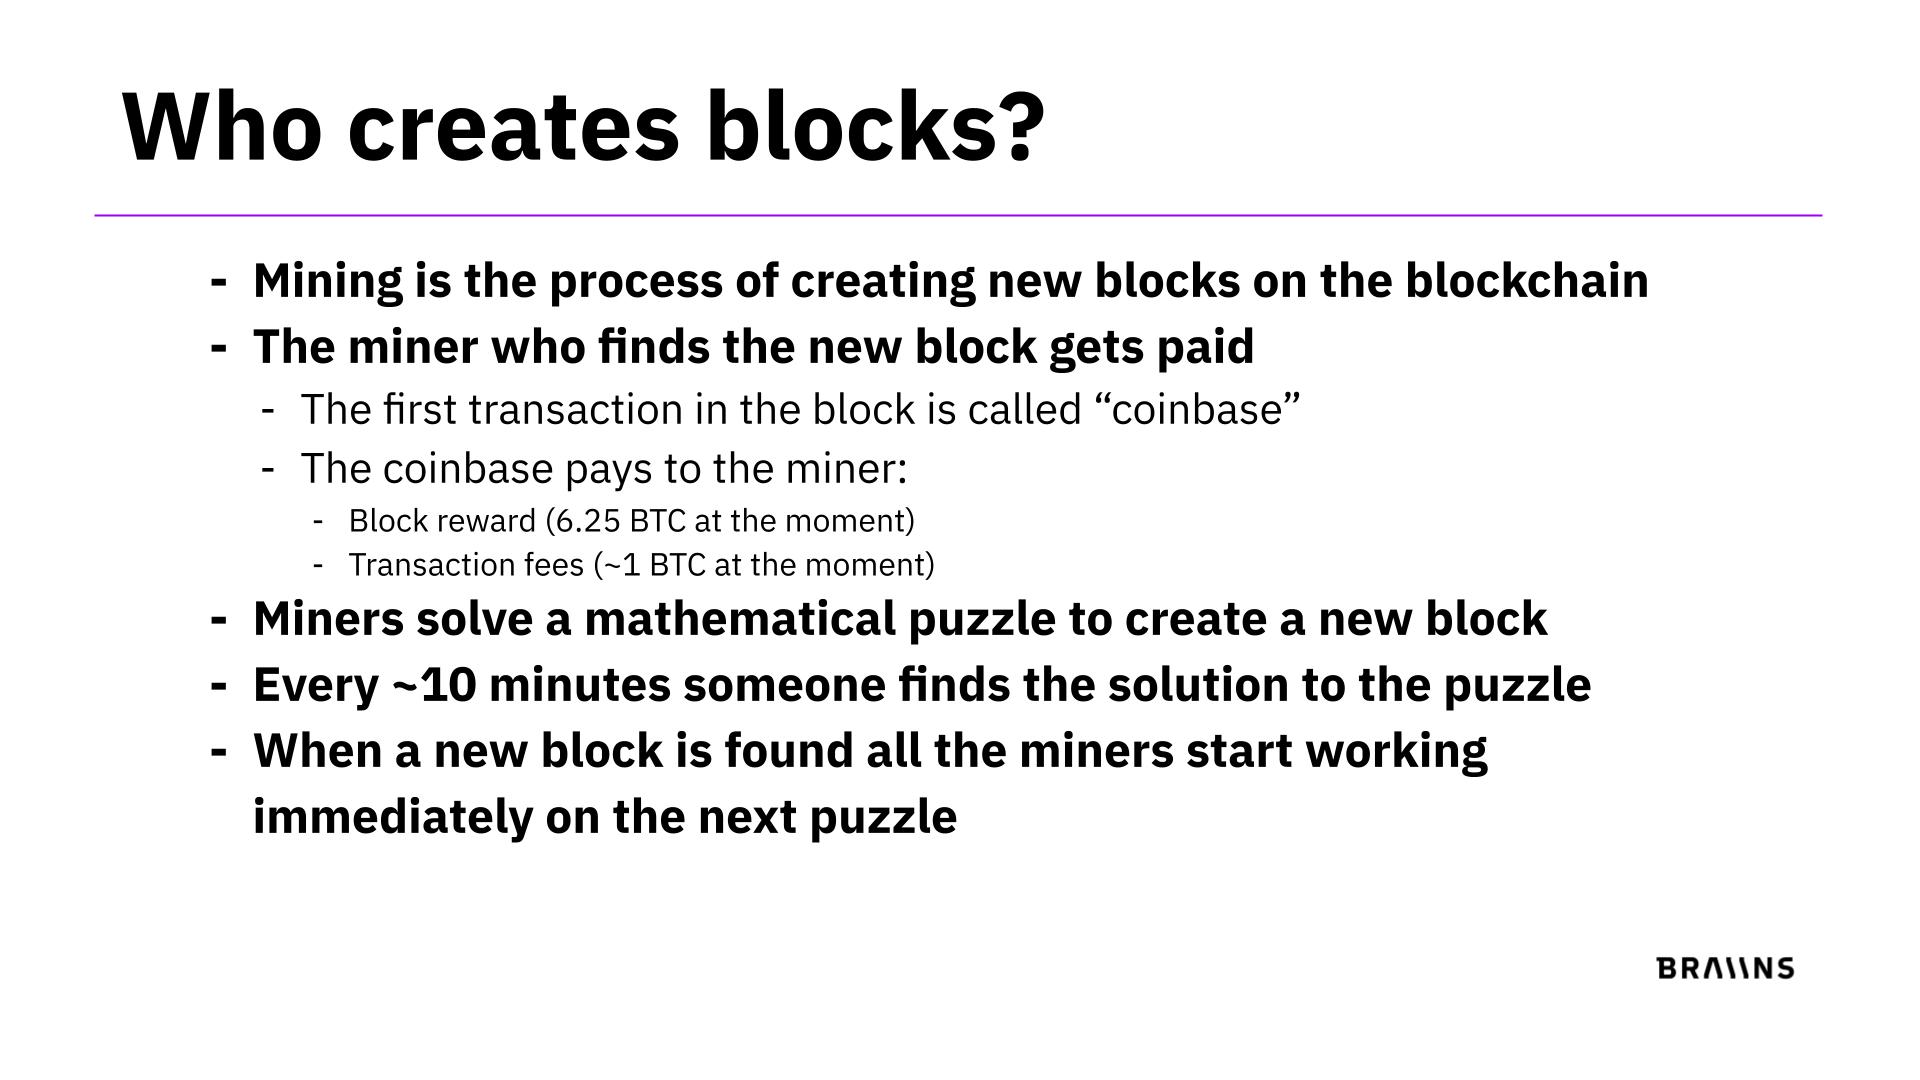 Who creates blocks?
- Mining is the process of creating new blocks on the blockchain
- The miner who finds the new block gets paid
- The first transaction in the block is called “coinbase”
- The coinbase pays to the miner:
- Block reward (6.25 BTC at the moment)
- Transaction fees (~1 BTC at the moment)
- Miners solve a mathematical puzzle to create a new block
- Every ~10 minutes someone finds the solution to the puzzle
- When a new block is found all the miners start working
immediately on the next puzzle
BRAIINS